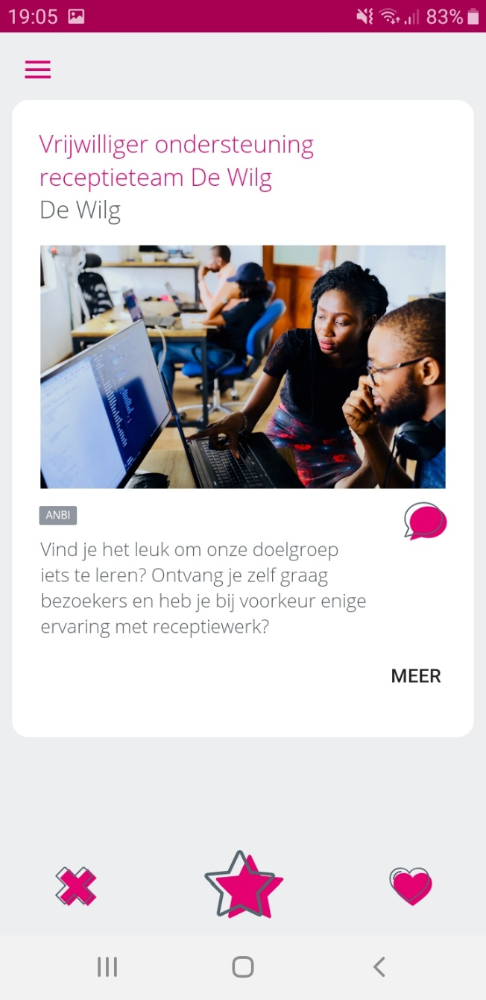 19:05
83%
Vrijwilliger ondersteuning
receptieteam De Wilg
De Wilg
ANBI
Vind je het leuk om onze doelgroep
iets te leren? Ontvang je zelf graag
bezoekers en heb je bij voorkeur enige
ervaring met receptiewerk?
MEER